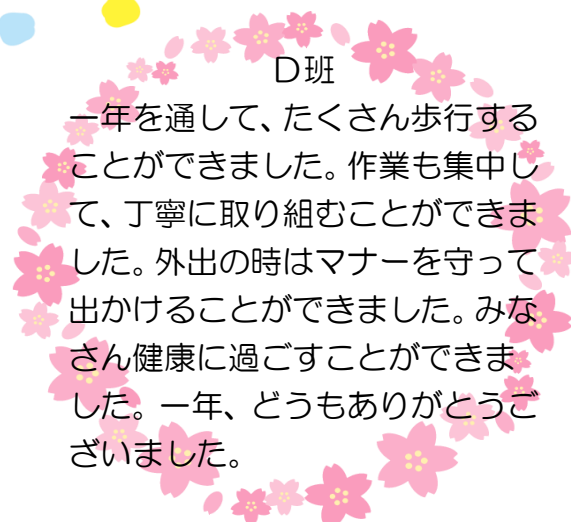 D班
一年を通して、たくさん歩行する
ことができました。作業も集中し
て、丁寧に取り組むことができま
した。外出の時はマナーを守って
出かけることができました。みな
さん健康に過ごすことができま
した。一年、どうもありがとうご
ざいました。